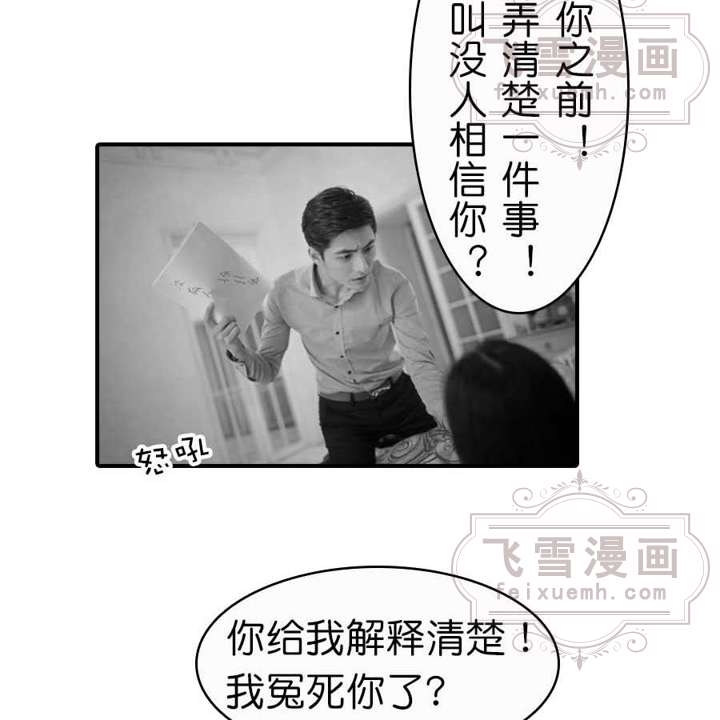 你之前！
弄清楚一件事！
叫没人相信你？
飞雪漫画
feixuemh.com
怒吼
飞雪漫画
feixuemh.com
你给我解释清楚！
我冤死你了？